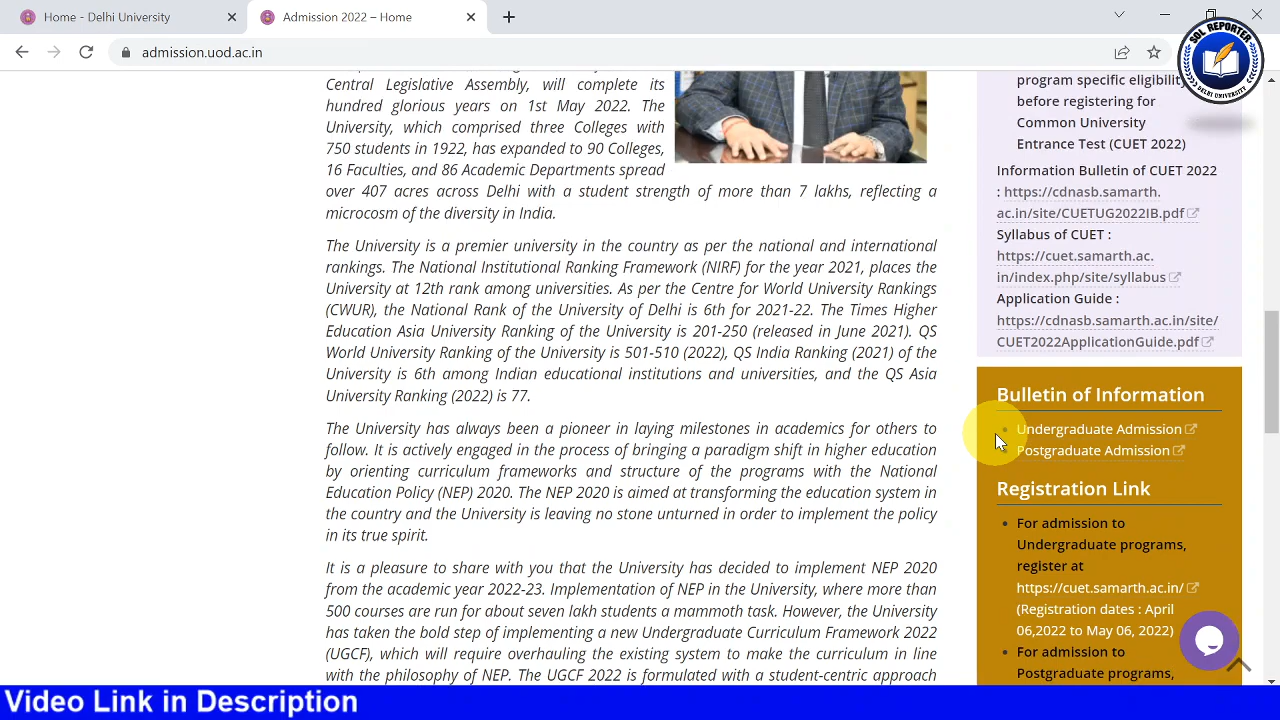 Home - Delhi University
Admission 2022 – Home
admission.uod.ac.in
SOL REPORTER
DELHI UNIVERSITY
Central Legislative Assembly, will complete its
hundred glorious years on 1st May 2022. The
University, which comprised three Colleges with
750 students in 1922, has expanded to 90 Colleges,
16 Faculties, and 86 Academic Departments spread
over 407 acres across Delhi with a student strength of more than 7 lakhs, reflecting a
microcosm of the diversity in India.
The University is a premier university in the country as per the national and international
rankings. The National Institutional Ranking Framework (NIRF) for the year 2021, places the
University at 12th rank among universities. As per the Centre for World University Rankings
(CWUR), the National Rank of the University of Delhi is 6th for 2021-22. The Times Higher
Education Asia University Ranking of the University is 201-250 (released in June 2021). QS
World University Ranking of the University is 501-510 (2022), QS India Ranking (2021) of the
University is 6th among Indian educational institutions and universities, and the QS Asia
University Ranking (2022) is 77.
The University has always been a pioneer in laying milestones in academics for others to
follow. It is actively engaged in the process of bringing a paradigm shift in higher education
by aligning curricular frameworks and structure of the programs with the National
Education Policy (NEP) 2020. The NEP 2020 is aimed at transforming the education system in
the country and the University is leaving no stone unturned in order to implement the policy
in its true spirit.
It is a pleasure to share with you that the University has decided to implement NEP 2020
from the academic year 2022-23. Implementation of NEP in the University, where more than
500 courses are run for about seven lakh students a mammoth task. However, the University
has taken the bold step of implementing a new Undergraduate Curriculum Framework 2022
(UGCF), which will require overhauling the existing system to make the curriculum in line
with the philosophy of NEP. The UGCF 2022 is formulated with a student-centric approach
program specific eligibility
before registering for
Common University
Entrance Test (CUET 2022)
Information Bulletin of CUET 2022
: https://cdnasb.samarth.
ac.in/site/CUETUG2022IB.pdf
Syllabus of CUET :
https://cuet.samarth.ac.
in/index.php/site/syllabus
Application Guide :
https://cdnasb.samarth.ac.in/site/
CUET2022ApplicationGuide.pdf
Bulletin of Information
Undergraduate Admission
Postgraduate Admission
Registration Link
For admission to
Undergraduate programs,
register at
https://cuet.samarth.ac.in/
(Registration dates : April
06,2022 to May 06, 2022)
For admission to
Postgraduate programs,
Video Link in Description